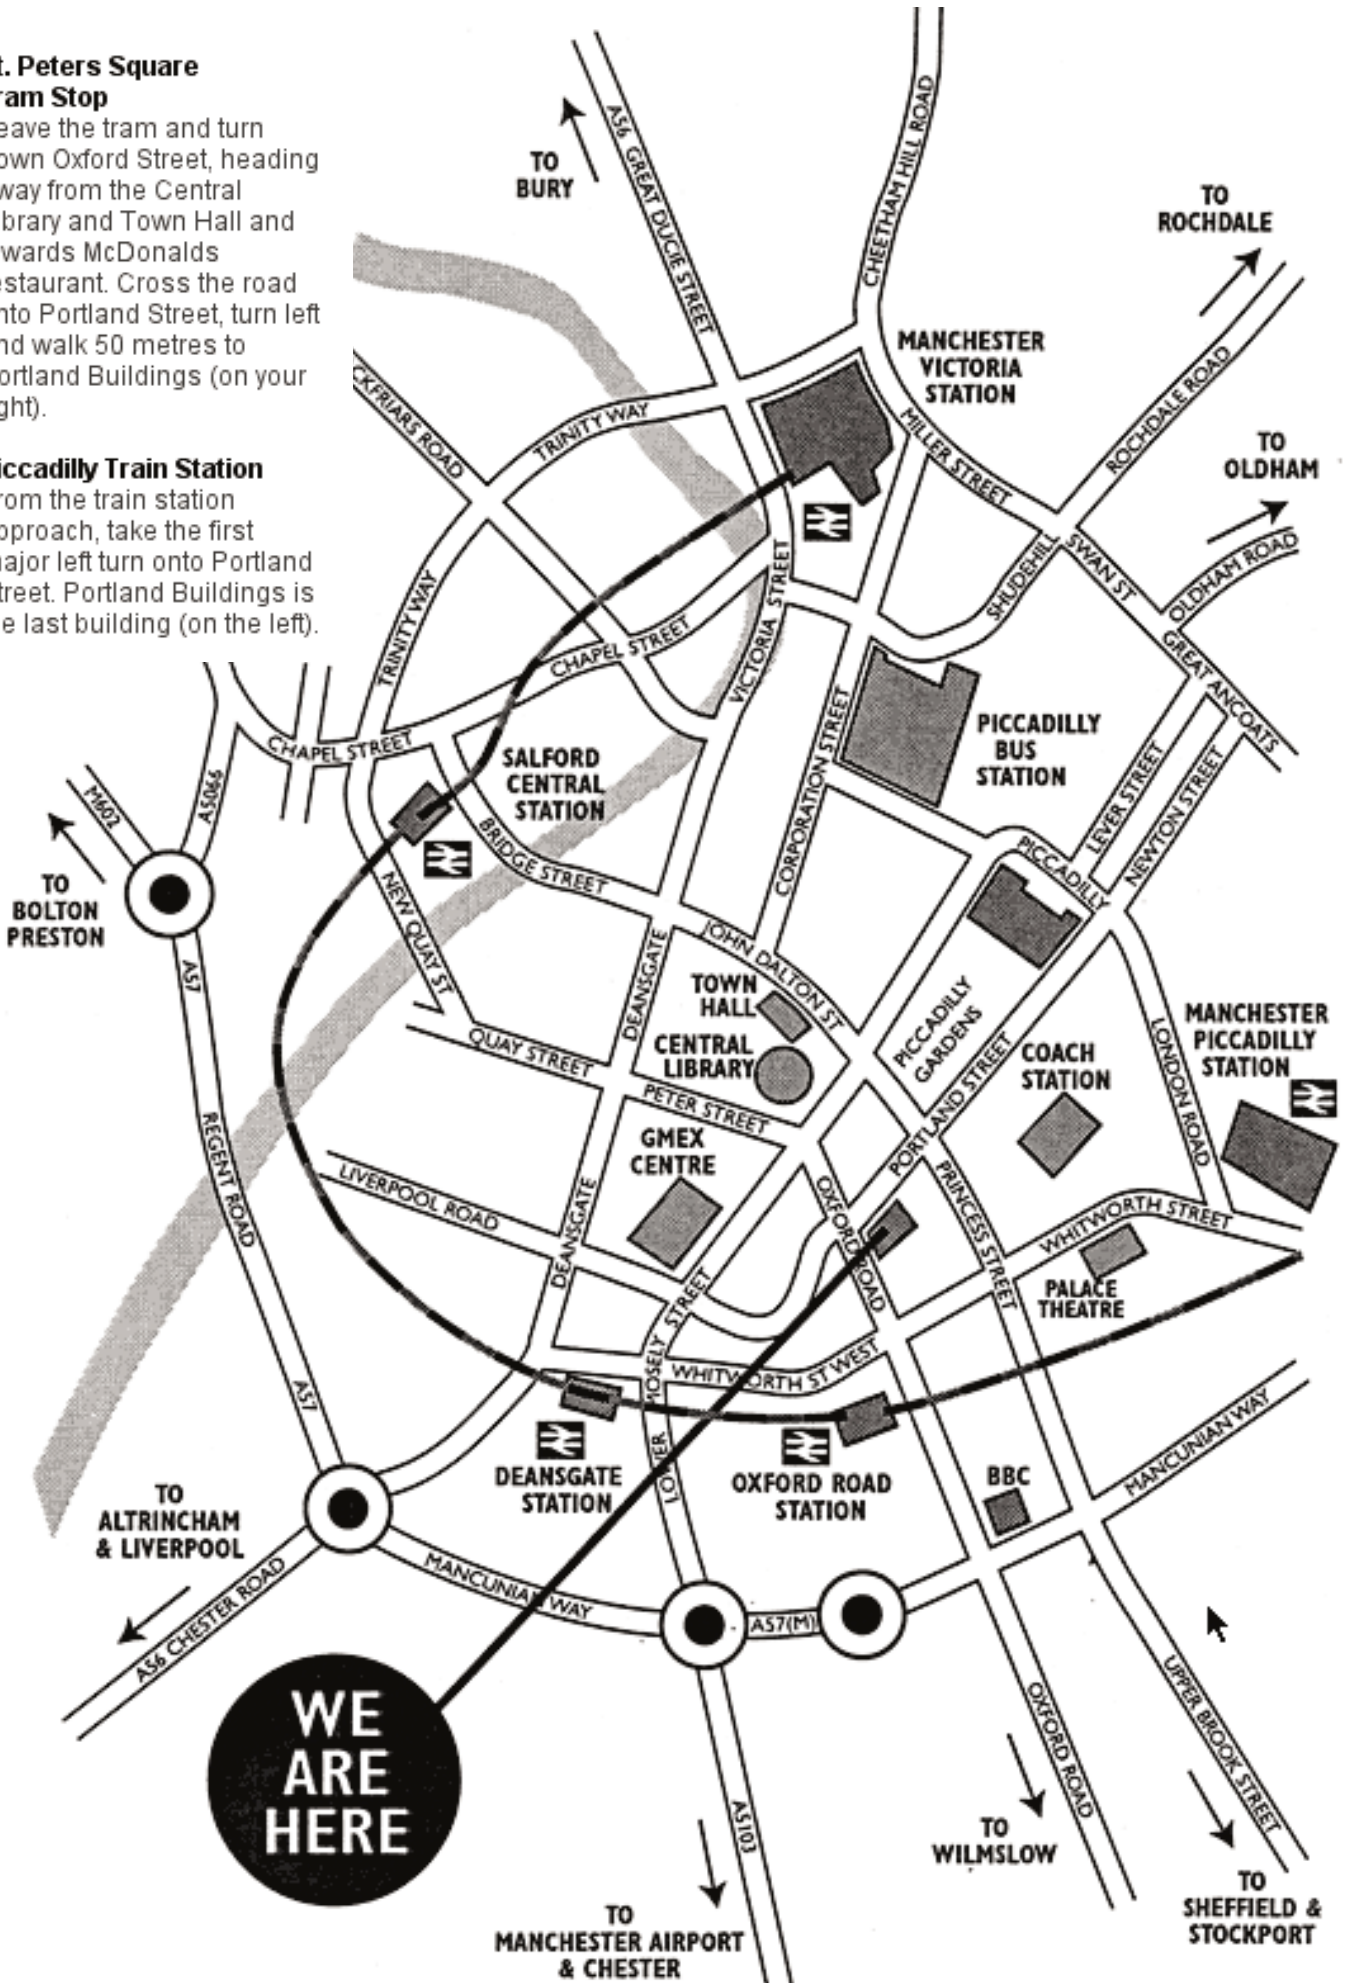 t. Peters Square
ram Stop
eave the tram and turn
own Oxford Street, heading
way from the Central
ibrary and Town Hall and
wards McDonalds
estaurant. Cross the road
nto Portland Street, turn left
nd walk 50 metres to
ortland Buildings (on your
ght).
iccadilly Train Station
rom the train station
pproach, take the first
ajor left turn onto Portland
treet. Portland Buildings is
e last building (on the left).
TO
BURY
A56 GREAT DUCIE STREET
CHEETHAM HILL ROAD
TO
ROCHDALE
MANCHESTER
VICTORIA
STATION
ROCHDALE ROAD
CKFRIARS ROAD
TRINITY WAY
MILLER STREET
TO
OLDHAM
SWAN ST
OLDHAM ROAD
SHUDEHILL
TRINITY WAY
CHAPEL STREET
VICTORIA STREET
GREAT ANCOATS
CHAPEL STREET
CORPORATION STREET
PICCADILLY
BUS
STATION
LEVER STREET
NEWTON STREET
SALFORD
CENTRAL
STATION
A5066
M602
BRIDGE STREET
PICCADILLY
TO
BOLTON
PRESTON
NEW QUAY ST
A57
DEANSGATE
JOHN DALTON ST
TOWN
HALL
CENTRAL
LIBRARY
PICCADILLY
GARDENS
PORTLAND STREET
COACH
STATION
LONDON ROAD
MANCHESTER
PICCADILLY
STATION
QUAY STREET
PETER STREET
GMEX
CENTRE
REGENT ROAD
LIVERPOOL ROAD
DEANSGATE
OXFORD ROAD
PRINCESS STREET
WHITWORTH STREET
PALACE
THEATRE
LOWER MOSELY STREET
WHITWORTH ST WEST
A57
DEANSGATE
STATION
OXFORD ROAD
STATION
BBC
MANCUNIAN WAY
TO
ALTRINCHAM
& LIVERPOOL
A56 CHESTER ROAD
MANCUNIAN WAY
A57(M)
WE
ARE
HERE
OXFORD ROAD
UPPER BROOK STREET
A5103
TO
WILMSLOW
TO
SHEFFIELD &
STOCKPORT
TO
MANCHESTER AIRPORT
& CHESTER